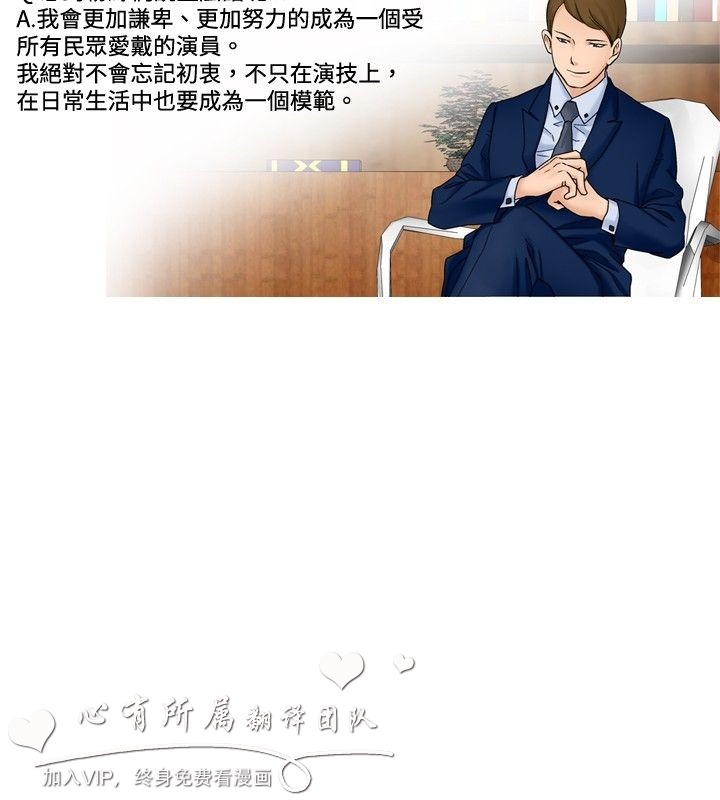 A.我會更加謙卑、更加努力的成為一個受
所有民眾愛戴的演員。
我絕對不會忘記初衷，不只在演技上，
在日常生活中也要成為一個模範。
心有所属翻译团队
加入VIP，终身免费看漫画